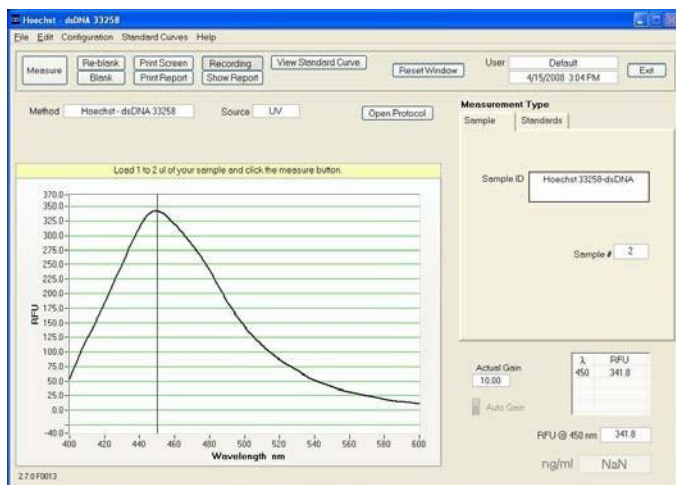 Hoechst - dsDNA 33258
File Edit Configuration Standard Curves Help
Measure
Re-blank Print Screen Recording View Standard Curve
Blank Print Report Show Report
Reset Window
User Default
4/15/2008 3:04 PM
Exit
Method Hoechst - dsDNA 33258 Source UV Open Protocol
Measurement Type
Sample Standards
Load 1 to 2 ul of your sample and click the measure button.
Sample ID Hoechst 33258-dsDNA
Sample # 2
370.0
350.0
325.0
300.0
275.0
250.0
225.0
200.0
175.0
150.0
125.0
100.0
75.0
50.0
25.0
0.0
-40.0
RFU
400 420 440 460 480 500 520 540 560 580 600
Wavelength nm
Actual Gain
10.00
Auto Gain
λ RFU
450 341.8
RFU @ 450 nm 341.8
ng/ml NaN
2.7.0 F0013